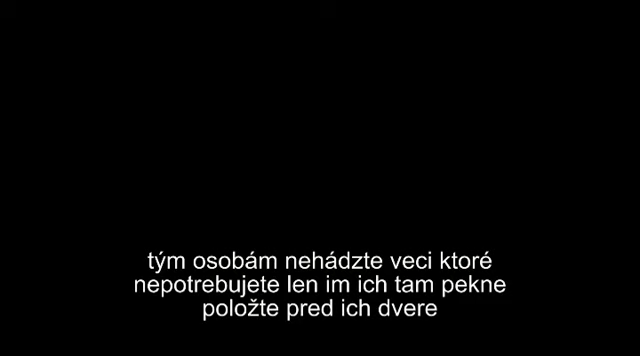 tým osobám nehádzte veci ktoré
nepotrebujete len im ich tam pekne
položte pred ich dvere